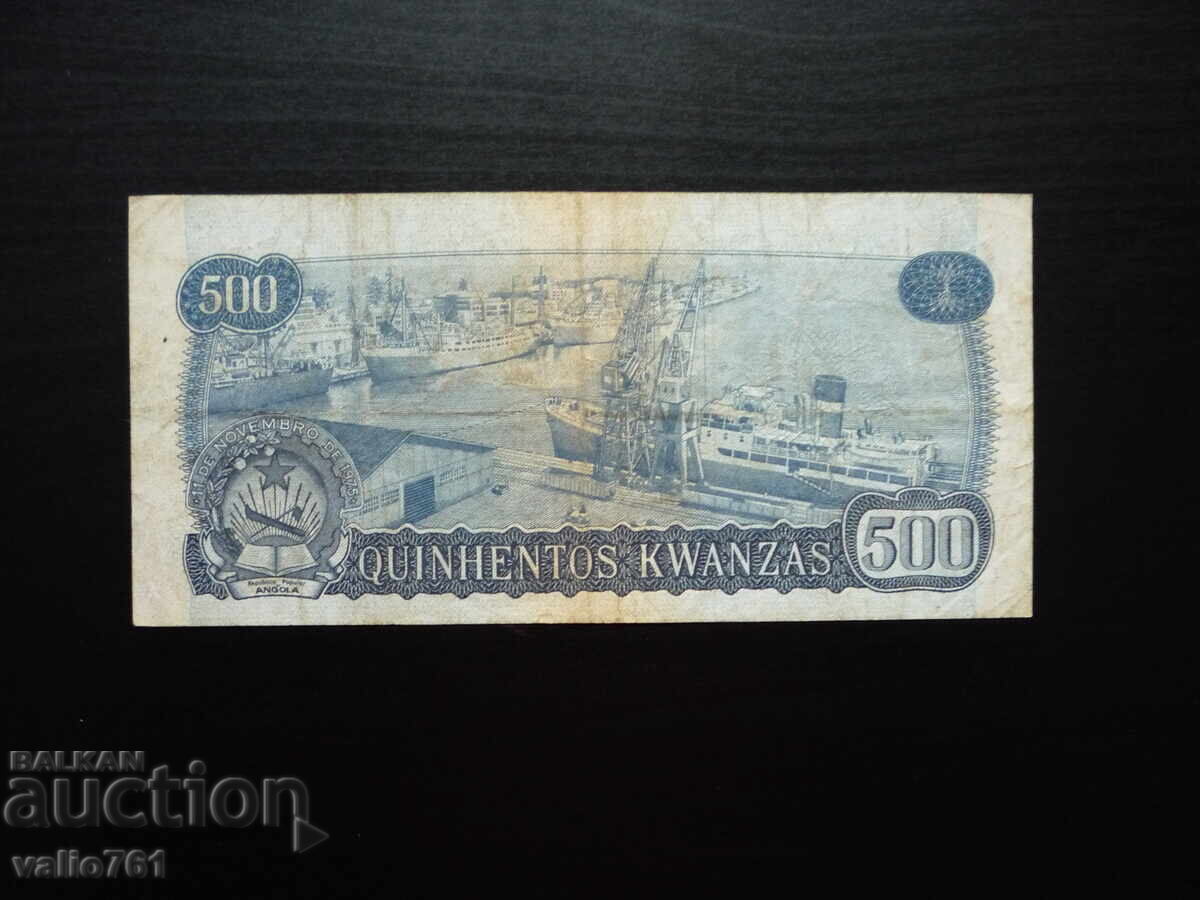 500
11 DE NOVEMBRO DE 1975
República Popular
ANGOLA
QUINHENTOS KWANZAS
500
BALKAN
auction
valio761